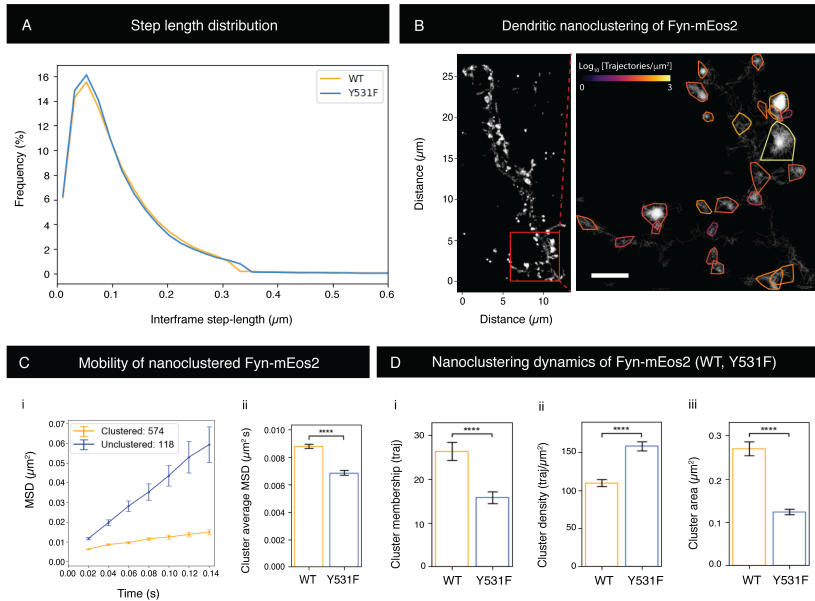 A
Step length distribution
16
14
12
10
8
6
4
2
0
Frequency (%)
WT
Y531F
0.0
0.1
0.2
0.3
0.4
0.5
0.6
Interframe step-length (µm)
B
Dendritic nanoclustering of Fyn-mEos2
25
20
15
10
5
0
Distance (µm)
0
5
10
Distance (µm)
Log₁₀ [Trajectories/µm²]
0
3
C
Mobility of nanoclustered Fyn-mEos2
i
0.07
0.06
0.05
0.04
0.03
0.02
0.01
0.00
MSD (µm²)
Clustered: 574
Unclustered: 118
0.00 0.02 0.04 0.06 0.08 0.10 0.12 0.14
Time (s)
ii
0.010
0.008
0.006
0.004
0.002
0.000
Cluster average MSD (µm² s)
****
WT
Y531F
D
Nanoclustering dynamics of Fyn-mEos2 (WT, Y531F)
i
30
20
10
0
Cluster membership (traj)
****
WT
Y531F
ii
150
100
50
0
Cluster density (traj/µm²)
****
WT
Y531F
iii
0.3
0.2
0.1
0.0
Cluster area (µm²)
****
WT
Y531F